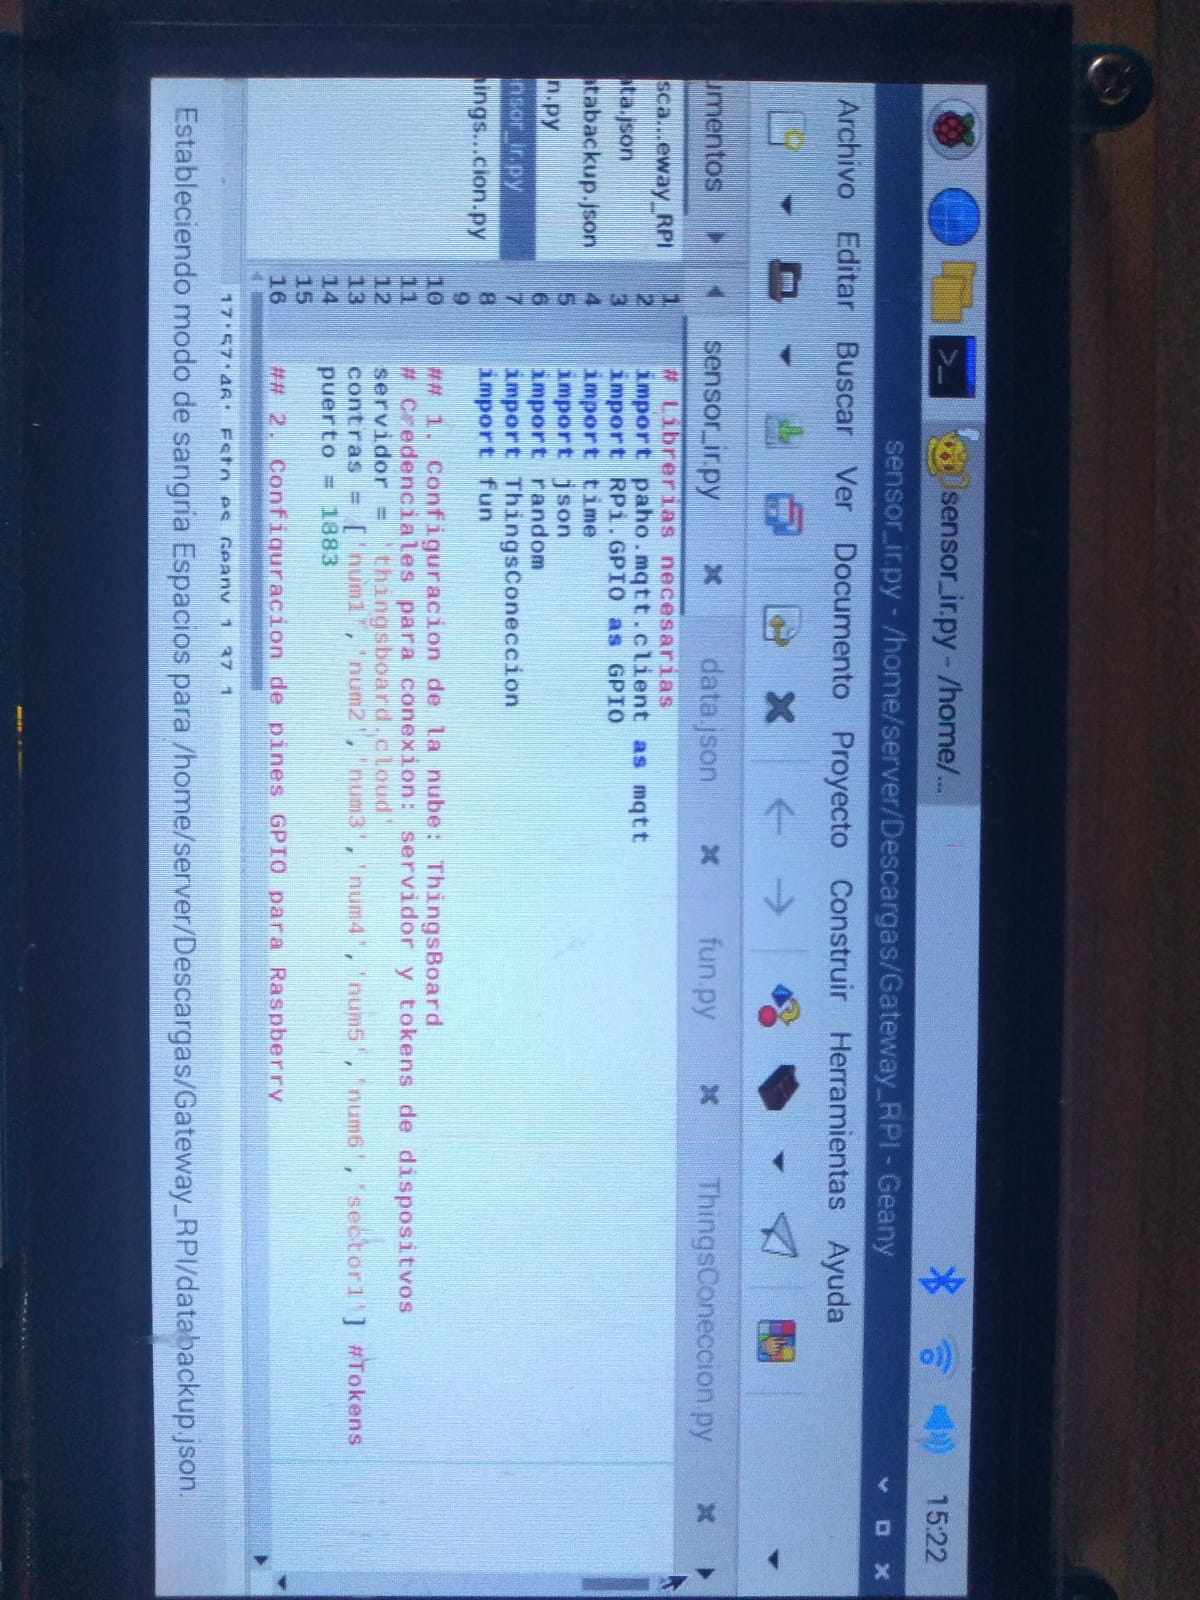 sensor_ir.py - /home/...
15:22
sensor_ir.py - /home/server/Descargas/Gateway_RPI - Geany
Archivo Editar Buscar Ver Documento Proyecto Construir Herramientas Ayuda
umentos
sensor_ir.py data.json fun.py ThingsConeccion.py
sca...eway_RPI
ata.json
atabackup.json
n.py
ensor_ir.py
ings...cion.py
1 # Librerias necesarias
2 import paho.mqtt.client as mqtt
3 import RPi.GPIO as GPIO
4 import time
5 import json
6 import random
7 import ThingsConeccion
8 import fun
9
10 ## 1. Configuracion de la nube: ThingsBoard
11 # Credenciales para conexion: servidor y tokens de dispositvos
12 servidor = 'thingsboard.cloud'
13 contras = ['num1','num2','num3','num4','num5','num6','sector1'] #Tokens
14 puerto = 1883
15
16 ## 2. Configuracion de pines GPIO para Raspberry
17:57:46: Esto es Geany 1.37.1
Estableciendo modo de sangria Espacios para /home/server/Descargas/Gateway_RPI/databackup.json.